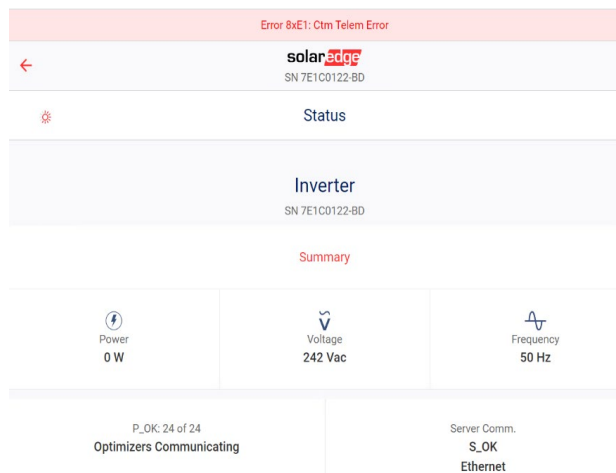 Error 8xE1: Ctm Telem Error
solaredge
SN 7E1C0122-BD
Status
Inverter
SN 7E1C0122-BD
Summary
Power
0 W
Voltage
242 Vac
Frequency
50 Hz
P_OK: 24 of 24
Optimizers Communicating
Server Comm.
S_OK
Ethernet